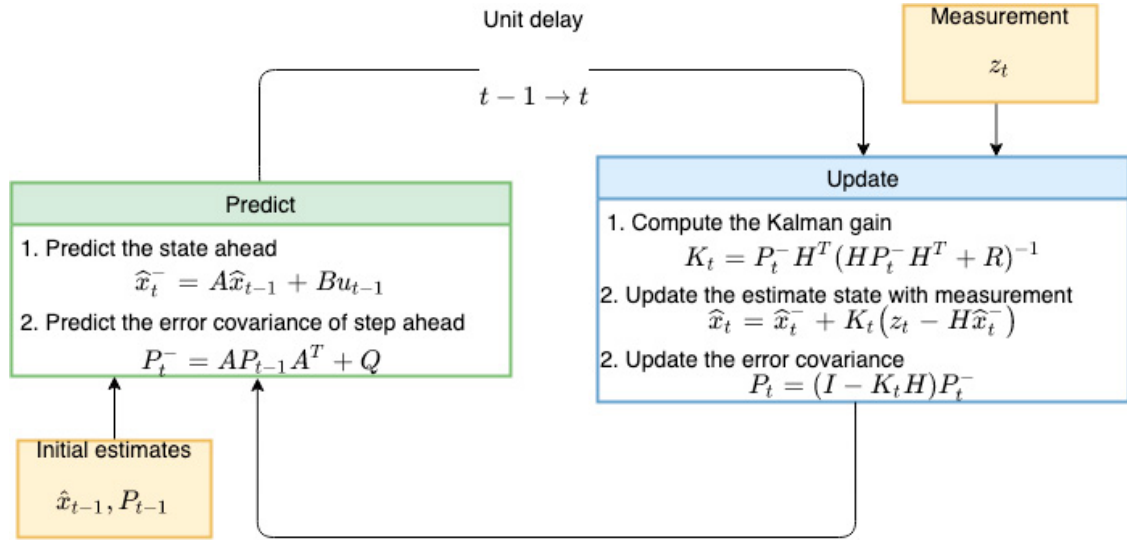 Unit delay
t − 1 → t
Measurement
z_t
Predict
1. Predict the state ahead
x̂_t^- = Ax̂_{t-1} + Bu_{t-1}
2. Predict the error covariance of step ahead
P_t^- = AP_{t-1}A^T + Q
Update
1. Compute the Kalman gain
K_t = P_t^- H^T (HP_t^- H^T + R)^{-1}
2. Update the estimate state with measurement
x̂_t = x̂_t^- + K_t(z_t − Hx̂_t^-)
2. Update the error covariance
P_t = (I − K_t H)P_t^-
Initial estimates
x̂_{t-1}, P_{t-1}